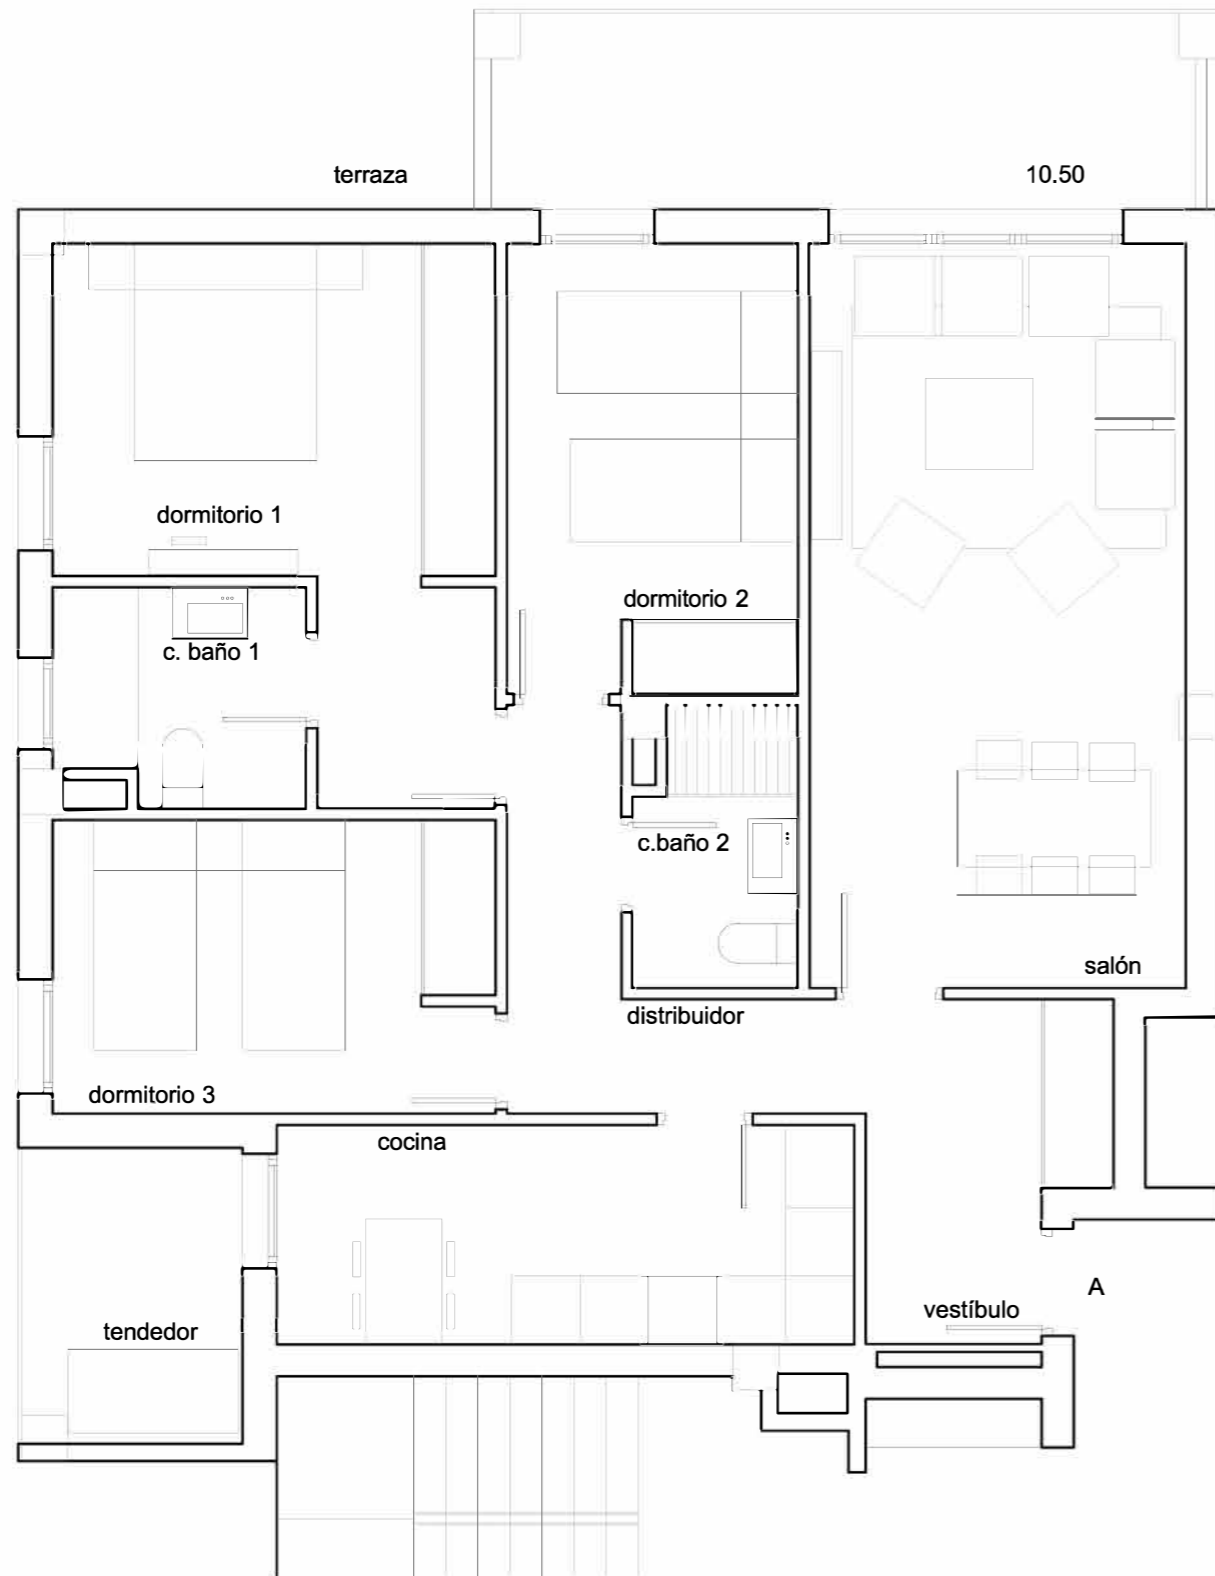 terraza
10.50
dormitorio 1
dormitorio 2
c. baño 1
c.baño 2
salón
distribuidor
dormitorio 3
cocina
A
vestíbulo
tendedor